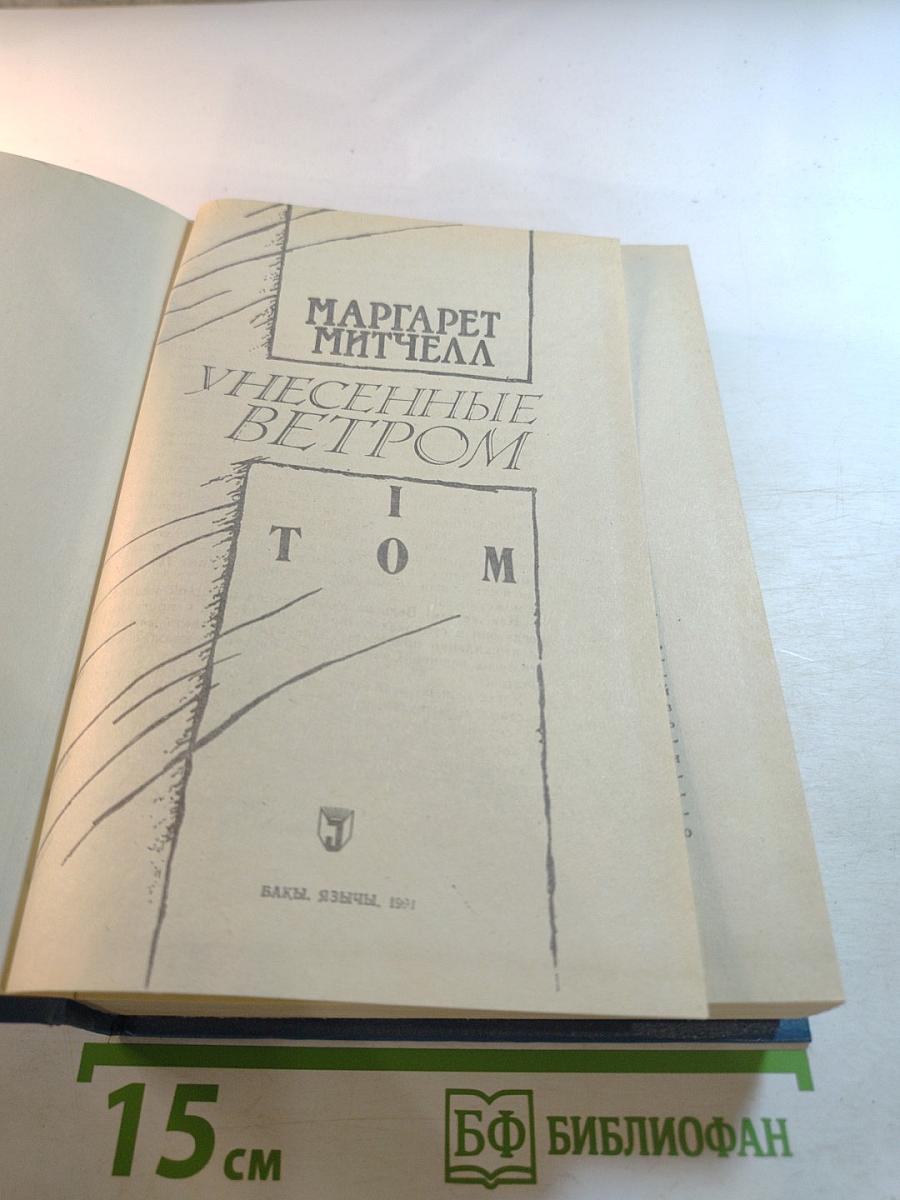 МАРГАРЕТ
МИТЧЕЛЛ
УНЕСЕННЫЕ
ВЕТРОМ
I
ТОМ
J
БАКЫ, ЯЗЫЧЫ, 1991
15 см
БФ БИБЛИОФАН